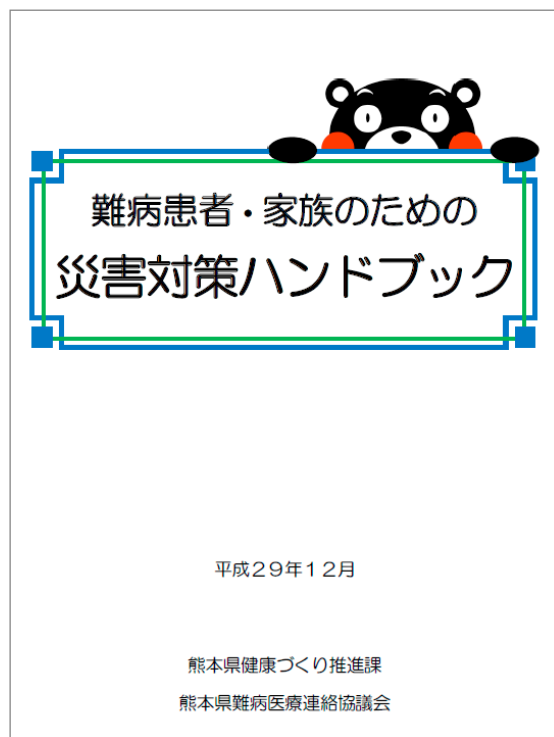 難病患者・家族のための
災害対策ハンドブック
平成２９年１２月
熊本県健康づくり推進課
熊本県難病医療連絡協議会